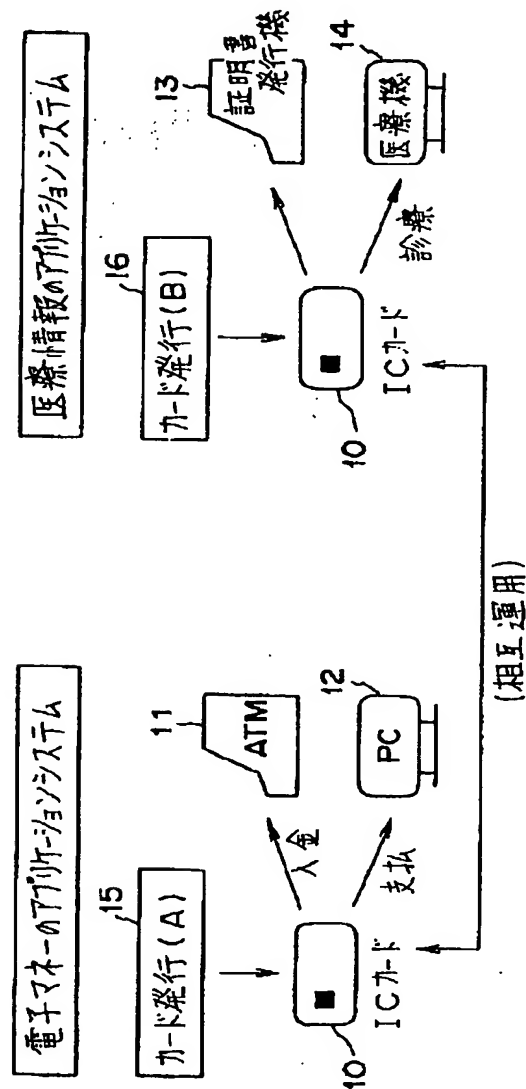 電子マネーのアプリケーションシステム
15
カード発行(A)
11
ATM
入金
10
ICカード
支払
12
PC
医療情報のアプリケーションシステム
16
カード発行(B)
13
証明書
発行機
10
ICカード
診療
14
医療機
(相互運用)